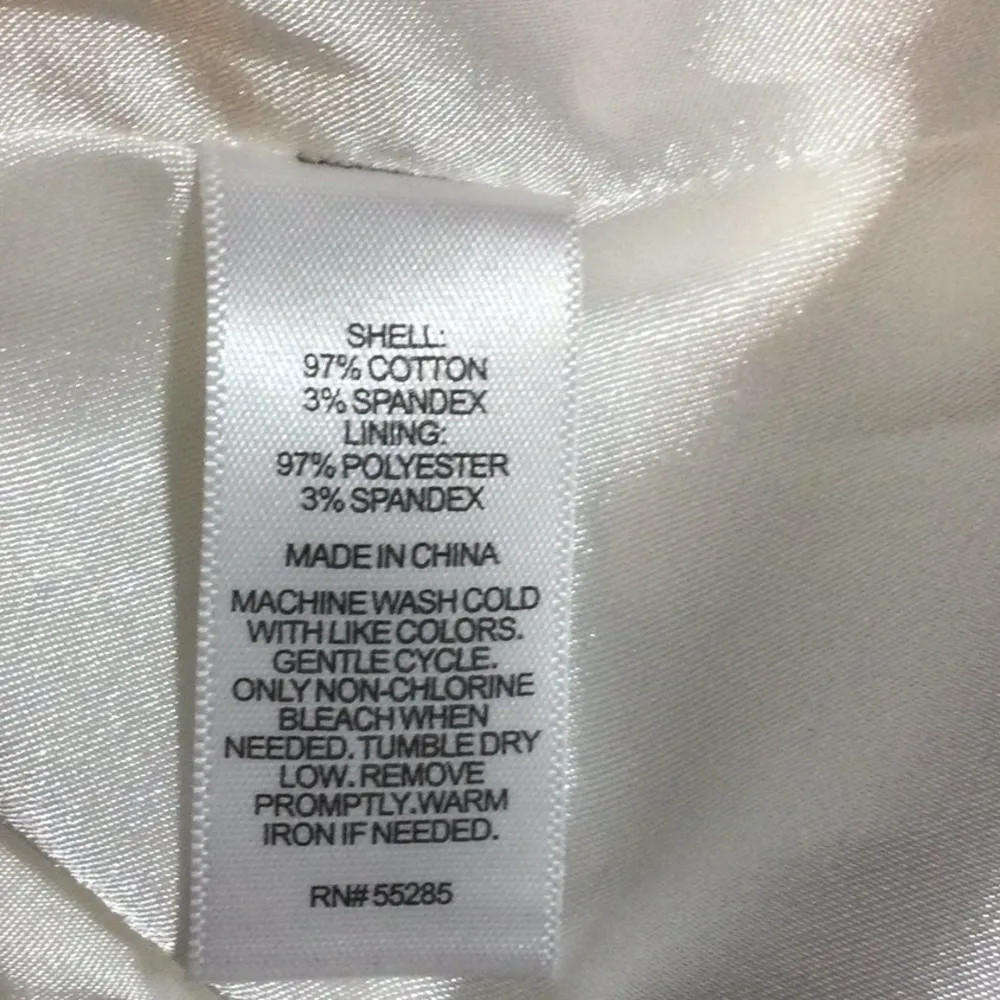 SHELL:
97% COTTON
3% SPANDEX
LINING:
97% POLYESTER
3% SPANDEX
MADE IN CHINA
MACHINE WASH COLD
WITH LIKE COLORS.
GENTLE CYCLE.
ONLY NON-CHLORINE
BLEACH WHEN
NEEDED. TUMBLE DRY
LOW. REMOVE
PROMPTLY. WARM
IRON IF NEEDED.
RN# 55285